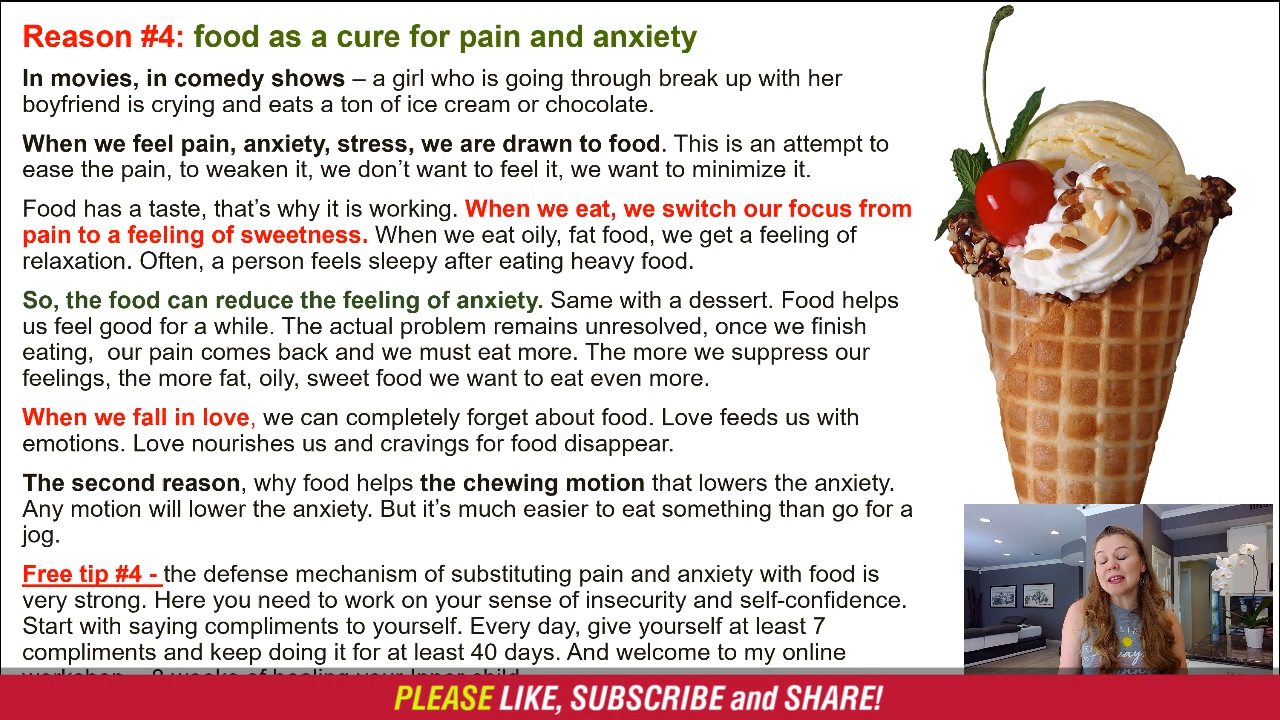 Reason #4: food as a cure for pain and anxiety
In movies, in comedy shows – a girl who is going through break up with her
boyfriend is crying and eats a ton of ice cream or chocolate.
When we feel pain, anxiety, stress, we are drawn to food. This is an attempt to
ease the pain, to weaken it, we don’t want to feel it, we want to minimize it.
Food has a taste, that’s why it is working. When we eat, we switch our focus from
pain to a feeling of sweetness. When we eat oily, fat food, we get a feeling of
relaxation. Often, a person feels sleepy after eating heavy food.
So, the food can reduce the feeling of anxiety. Same with a dessert. Food helps
us feel good for a while. The actual problem remains unresolved, once we finish
eating, our pain comes back and we must eat more. The more we suppress our
feelings, the more fat, oily, sweet food we want to eat even more.
When we fall in love, we can completely forget about food. Love feeds us with
emotions. Love nourishes us and cravings for food disappear.
The second reason, why food helps the chewing motion that lowers the anxiety.
Any motion will lower the anxiety. But it’s much easier to eat something than go for a
jog.
Free tip #4 - the defense mechanism of substituting pain and anxiety with food is
very strong. Here you need to work on your sense of insecurity and self-confidence.
Start with saying compliments to yourself. Every day, give yourself at least 7
compliments and keep doing it for at least 40 days. And welcome to my online
PLEASE LIKE, SUBSCRIBE and SHARE!